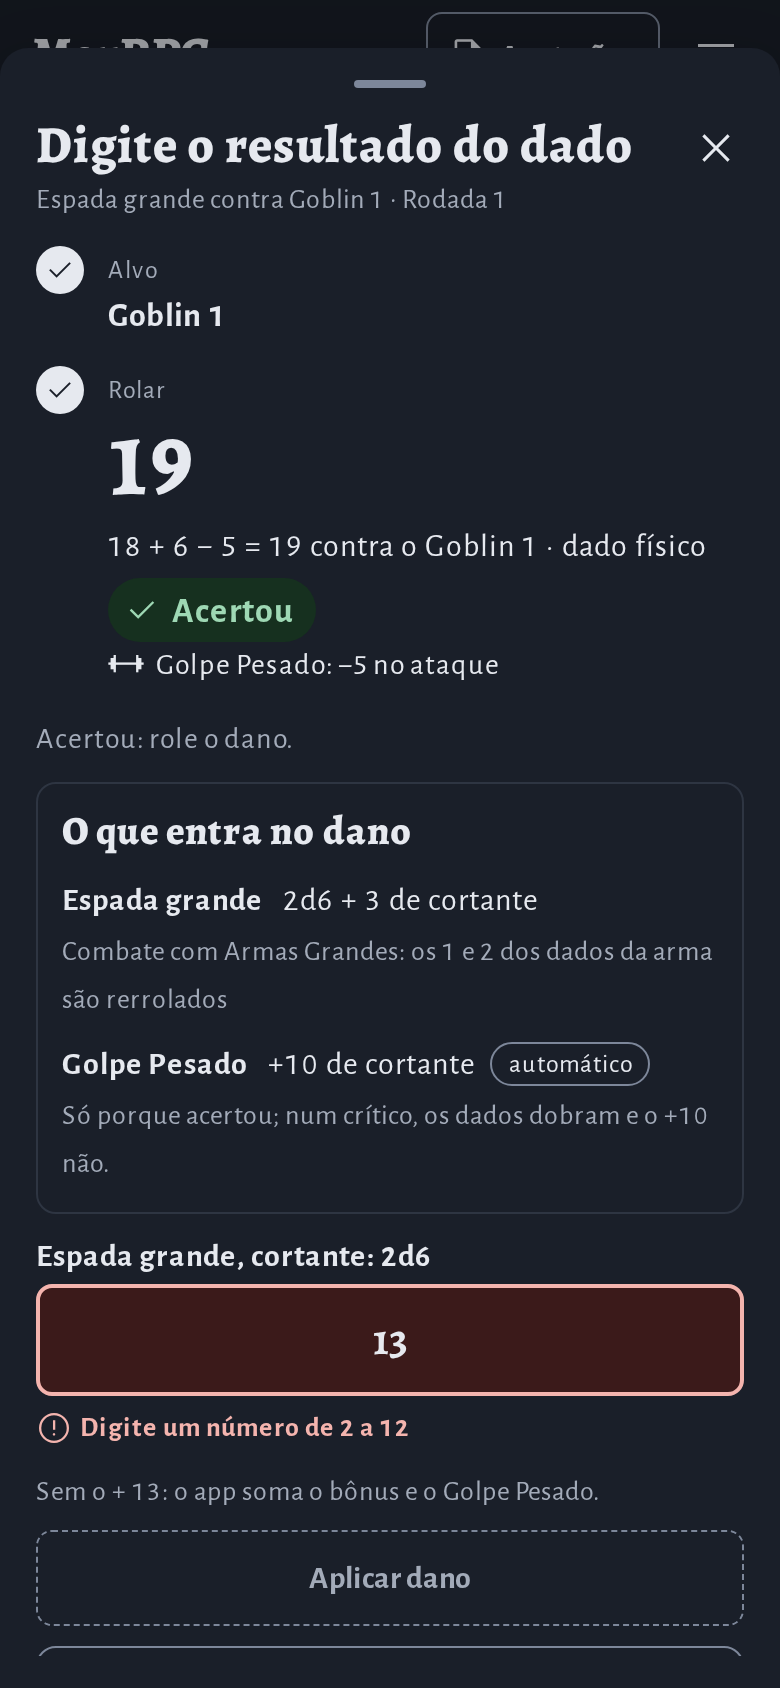 Digite o resultado do dado
Espada grande contra Goblin 1 · Rodada 1
Alvo
Goblin 1
Rolar
19
18 + 6 − 5 = 19 contra o Goblin 1 · dado físico
Acertou
Golpe Pesado: −5 no ataque
Acertou: role o dano.
O que entra no dano
Espada grande 2d6 + 3 de cortante
Combate com Armas Grandes: os 1 e 2 dos dados da arma
são rerrolados
Golpe Pesado +10 de cortante automático
Só porque acertou; num crítico, os dados dobram e o +10
não.
Espada grande, cortante: 2d6
13
Digite um número de 2 a 12
Sem o + 13: o app soma o bônus e o Golpe Pesado.
Aplicar dano